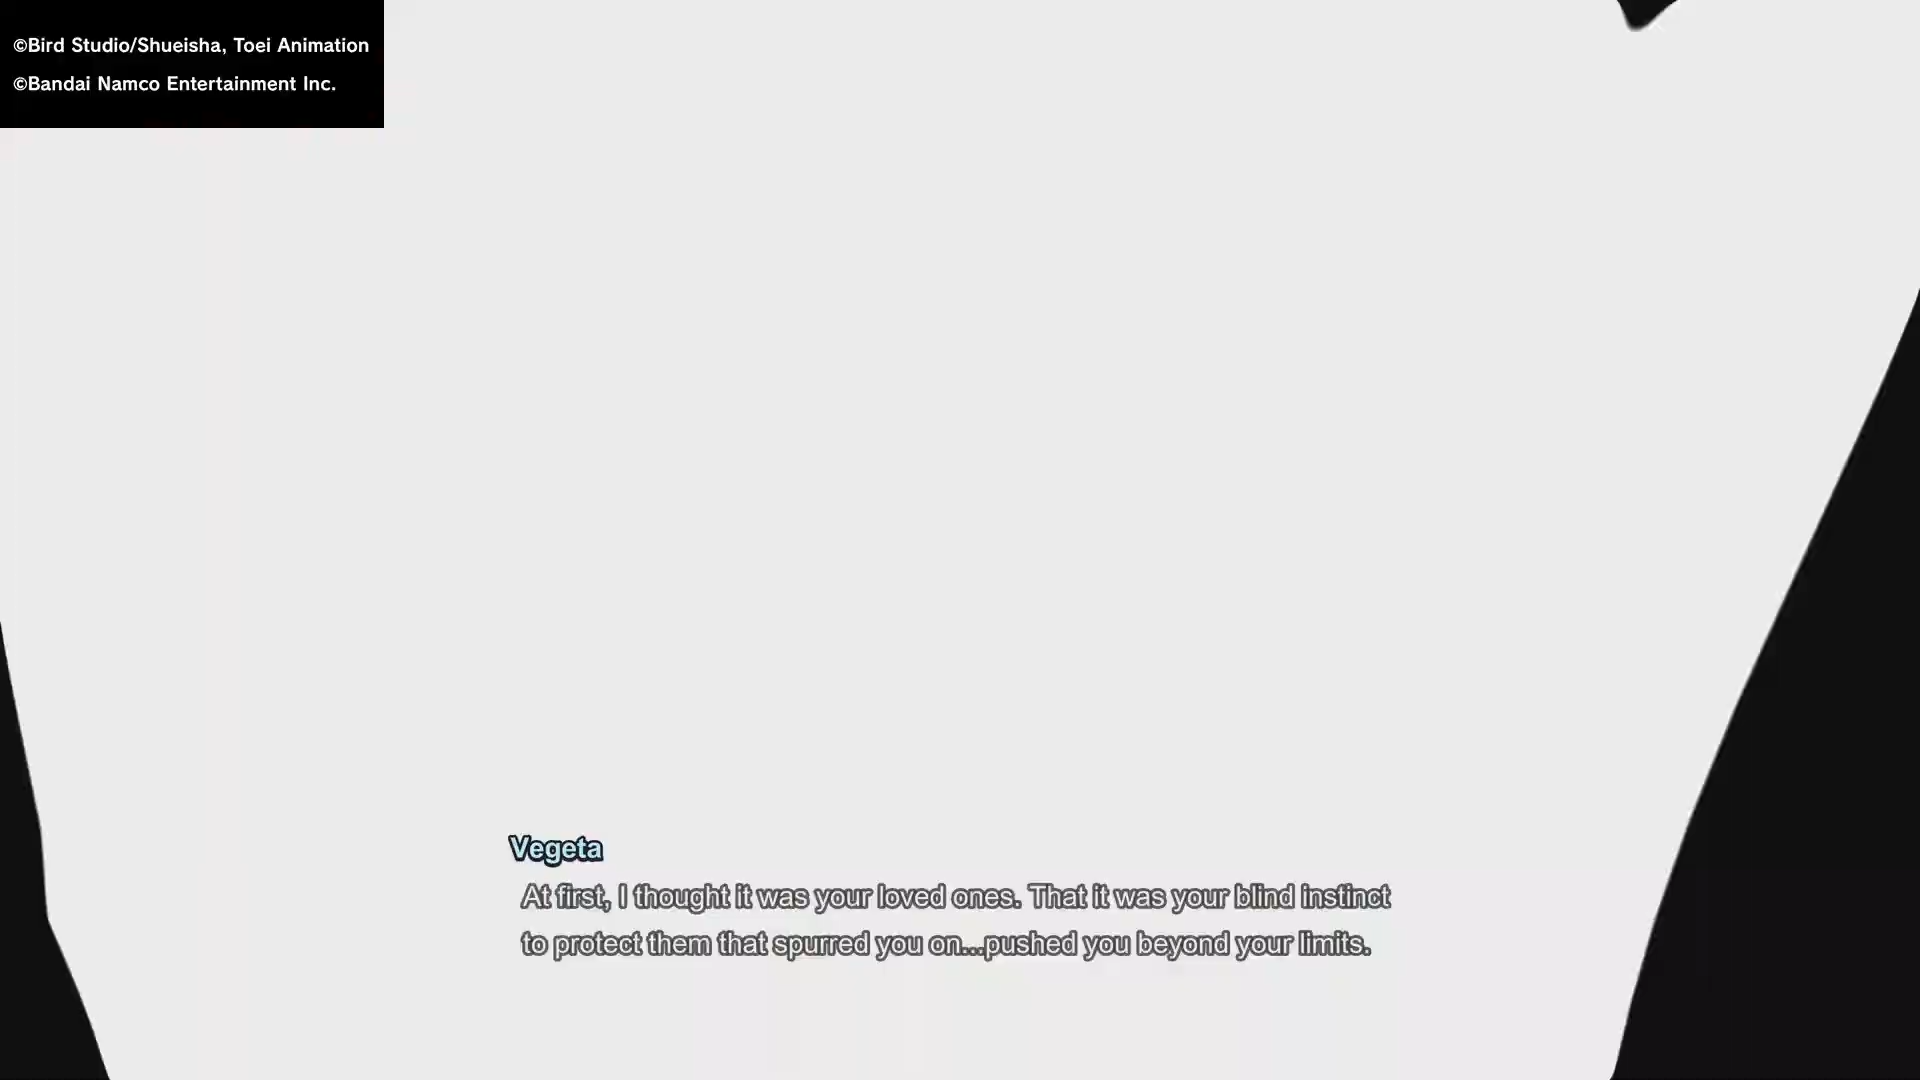 ©Bird Studio/Shueisha, Toei Animation
©Bandai Namco Entertainment Inc.
Vegeta
At first, I thought it was your loved ones. That it was your blind instinct
to protect them that spurred you on...pushed you beyond your limits.